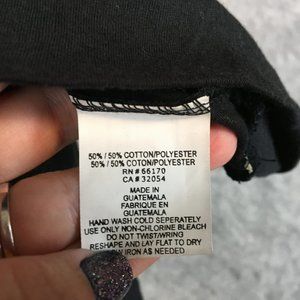 50% / 50% COTTON/POLYESTER
50% / 50% COTON/POLYESTER
RN # 66170
CA # 32054
MADE IN
GUATEMALA
FABRIQUE EN
GUATEMALA
HAND WASH COLD SEPERATELY
USE ONLY NON-CHLORINE BLEACH
DO NOT TWIST/WRING
RESHAPE AND LAY FLAT TO DRY
IRON AS NEEDED